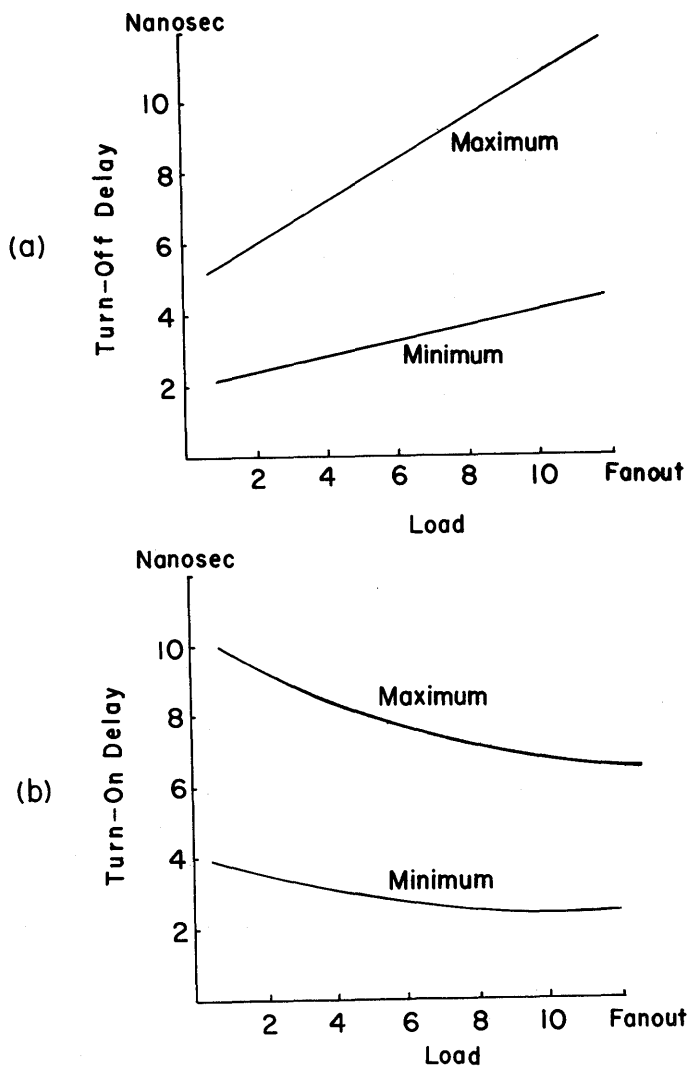 Nanosec
10
8
6
4
2
Turn-Off Delay
(a)
Maximum
Minimum
2 4 6 8 10 Fanout
Load
Nanosec
10
8
6
4
2
Turn-On Delay
(b)
Maximum
Minimum
2 4 6 8 10 Fanout
Load